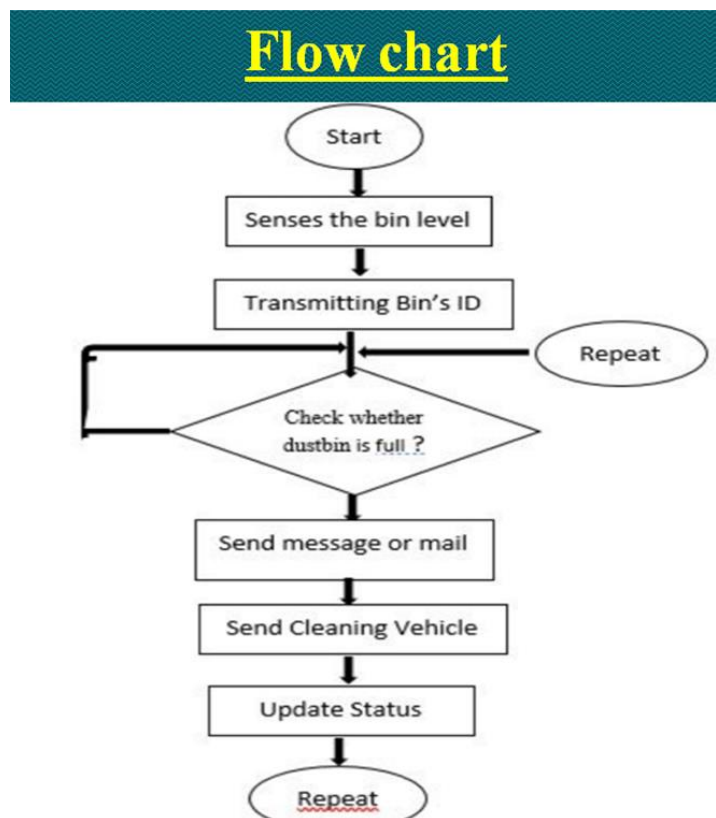 Flow chart
Start
Senses the bin level
Transmitting Bin's ID
Repeat
Check whether
dustbin is full ?
Send message or mail
Send Cleaning Vehicle
Update Status
Repeat